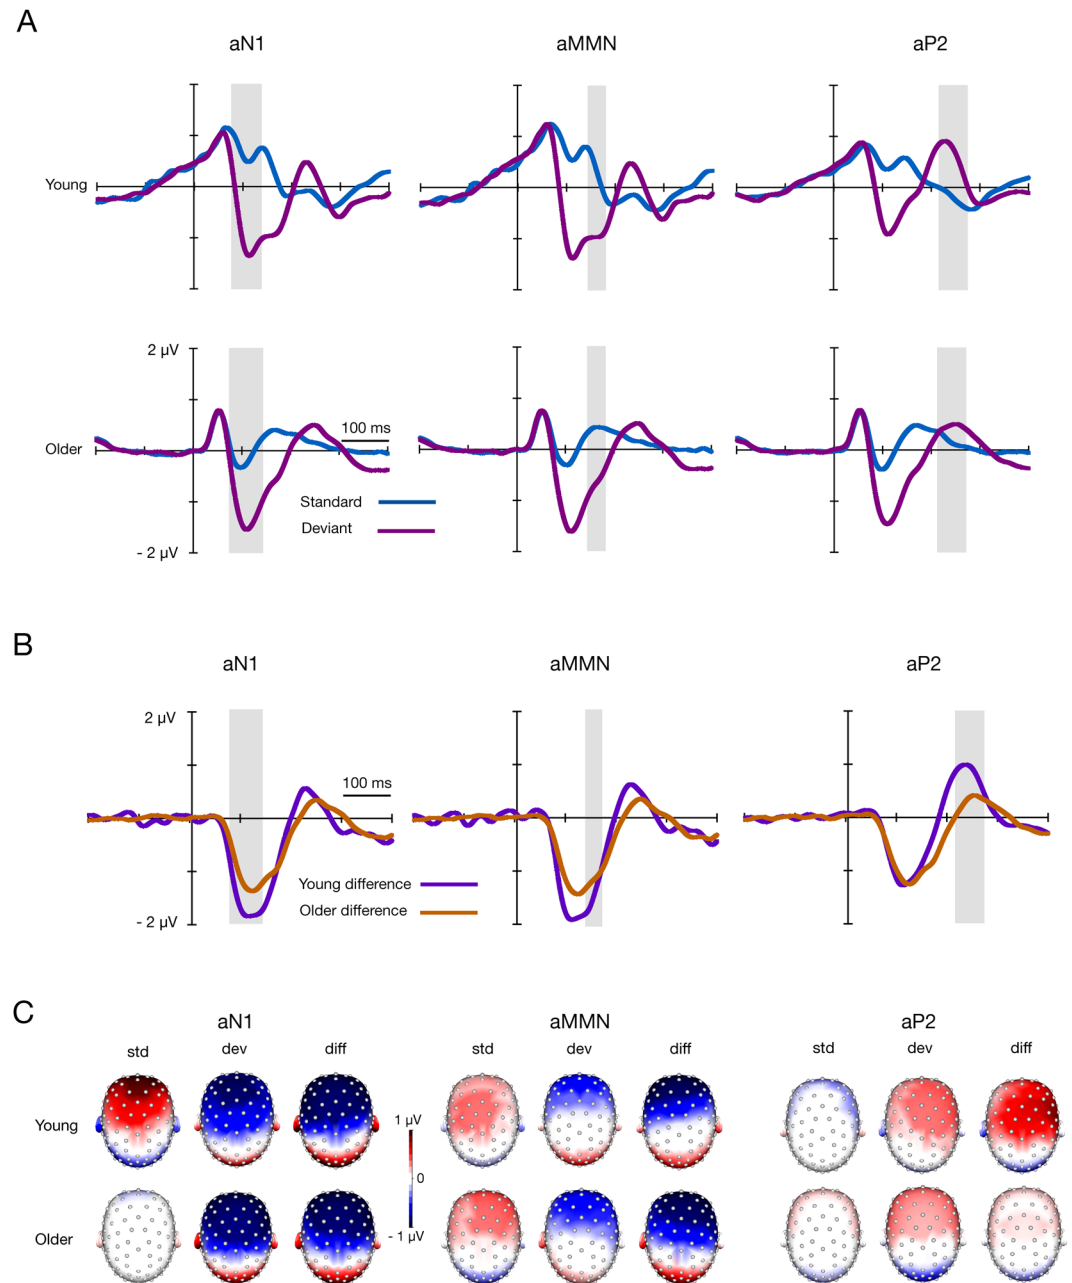 A
aN1 aMMN aP2
Young
2 µV
100 ms
Older
Standard
Deviant
- 2 µV
B
aN1 aMMN aP2
2 µV
100 ms
Young difference
Older difference
- 2 µV
C
aN1 aMMN aP2
std dev diff std dev diff std dev diff
Young
1 µV
0
- 1 µV
Older